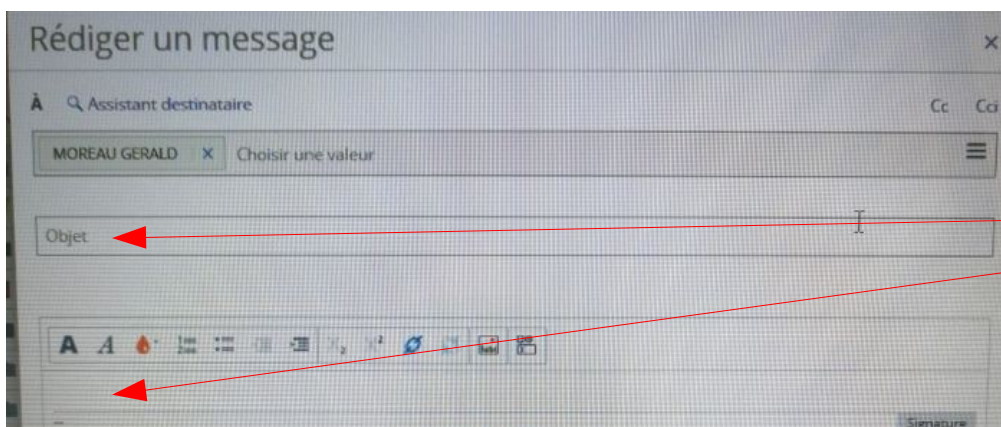 Rédiger un message ×
À Assistant destinataire Cc Cci
MOREAU GERALD × Choisir une valeur
Objet
A A
Signature